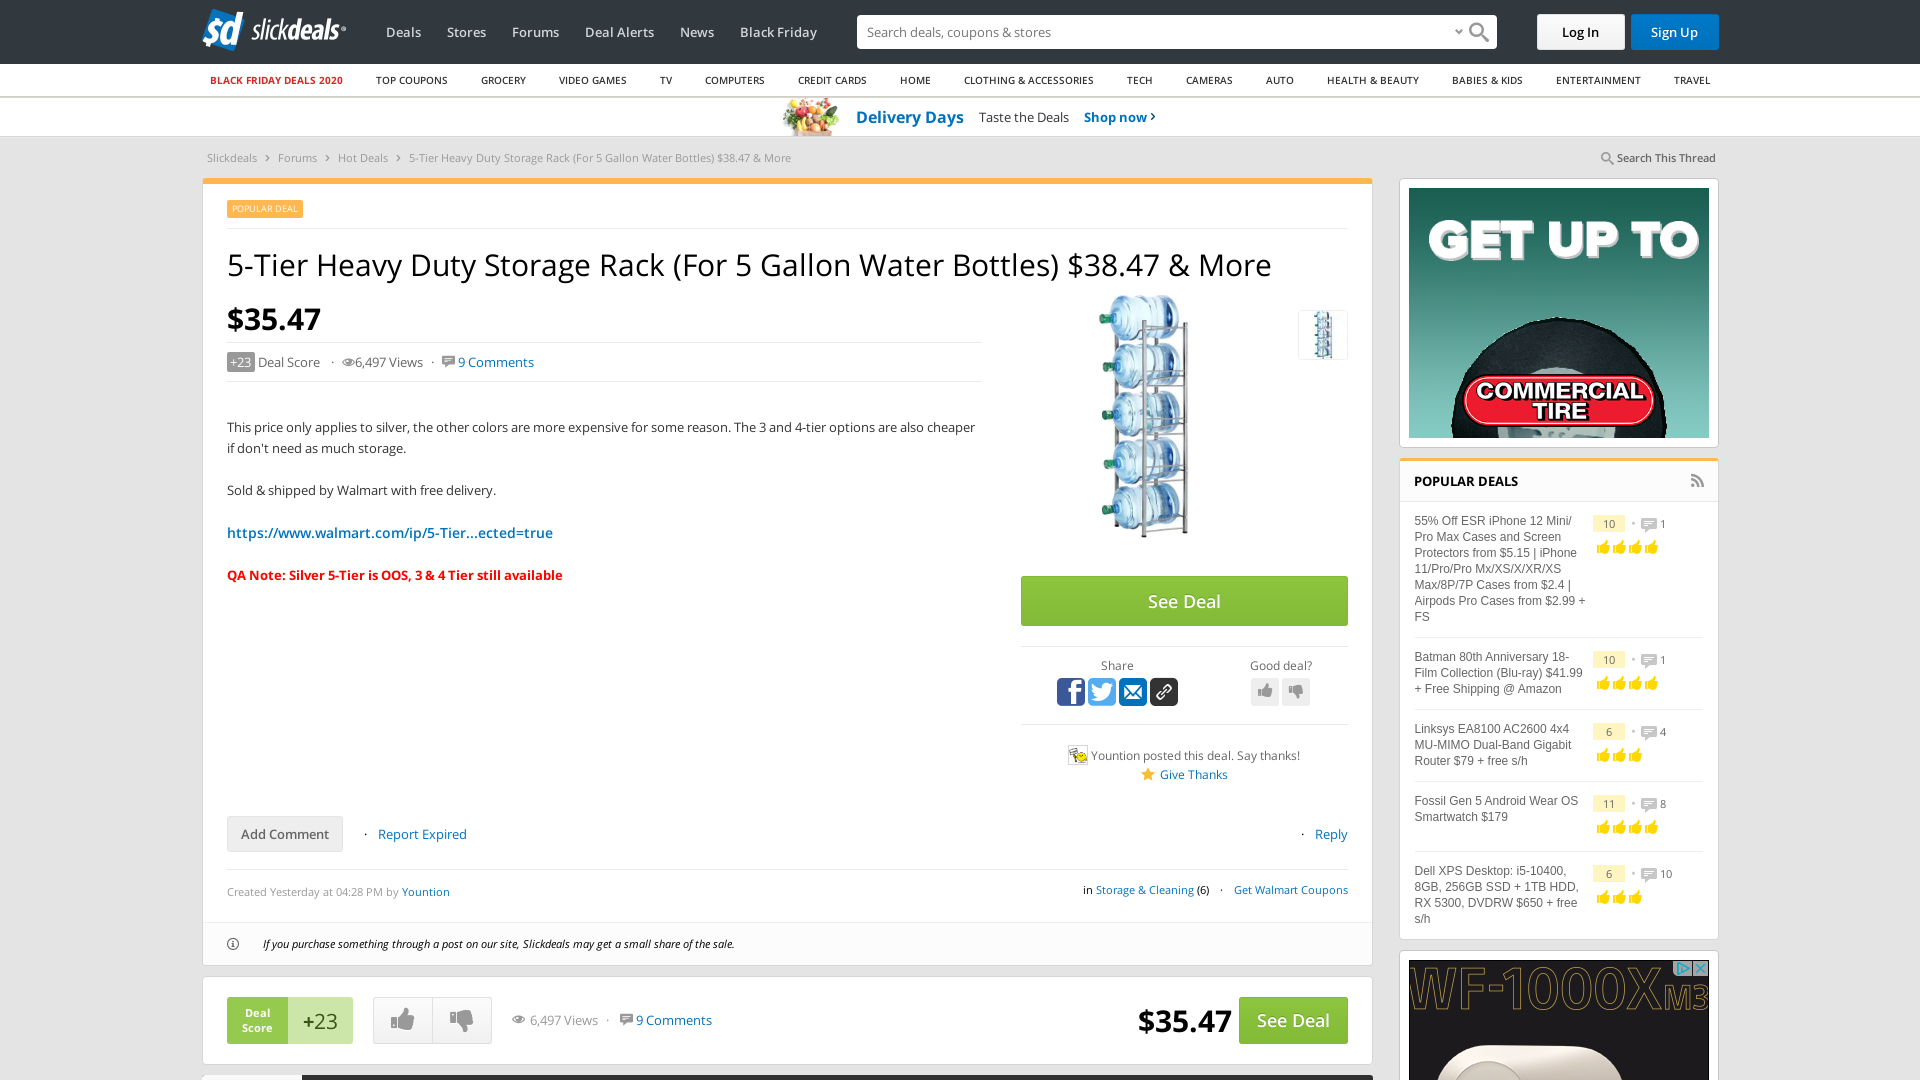 sd slickdeals
Deals Stores Forums Deal Alerts News Black Friday
Search deals, coupons & shopping
Log In Sign Up
BLACK FRIDAY DEALS 2020 TOP COUPONS GROCERY VIDEO GAMES TV COMPUTERS CREDIT CARDS HOME CLOTHING & ACCESSORIES TECH CAMERAS AUTO HEALTH & BEAUTY BABIES & KIDS ENTERTAINMENT TRAVEL
Delivery Days Taste the Deals Shop now ›
Slickdeals › Forums › Hot Deals › 5-Tier Heavy Duty Storage Rack (For 5 Gallon Water Bottles) $38.47 & More
Search This Thread
POPULAR DEAL
5-Tier Heavy Duty Storage Rack (For 5 Gallon Water Bottles) $38.47 & More
$35.47
+23 Deal Score · 6,497 Views · 9 Comments
This price only applies to silver, the other colors are more expensive for some reason. The 3 and 4-tier options are also cheaper
if don't need as much storage.
Sold & shipped by Walmart with free delivery.
https://www.walmart.com/ip/5-Tier...ected=true
QA Note: Silver 5-Tier is OOS, 3 & 4 Tier still available
See Deal
Share
Good deal?
Yountion posted this deal. Say thanks!
Give Thanks
Add Comment · Report Expired
· Reply
Created Yesterday at 04:28 PM by Yountion
in Storage & Cleaning (6) · Get Walmart Coupons
If you purchase something through a post on our site, Slickdeals may get a small share of the sale.
Deal
Score
+23
6,497 Views · 9 Comments
$35.47
See Deal
GET UP TO
COMMERCIAL
TIRE
POPULAR DEALS
55% Off ESR iPhone 12 Mini/
Pro Max Cases and Screen
Protectors from $5.15 | iPhone
11/Pro/Pro Mx/XS/X/XR/XS
Max/8P/7P Cases from $2.4 |
Airpods Pro Cases from $2.99 +
FS
10 • 1
Batman 80th Anniversary 18-
Film Collection (Blu-ray) $41.99
+ Free Shipping @ Amazon
10 • 1
Linksys EA8100 AC2600 4x4
MU-MIMO Dual-Band Gigabit
Router $79 + free s/h
6 • 4
Fossil Gen 5 Android Wear OS
Smartwatch $179
11 • 8
Dell XPS Desktop: i5-10400,
8GB, 256GB SSD + 1TB HDD,
RX 5300, DVDRW $650 + free
s/h
6 • 10
WF-1000XM3